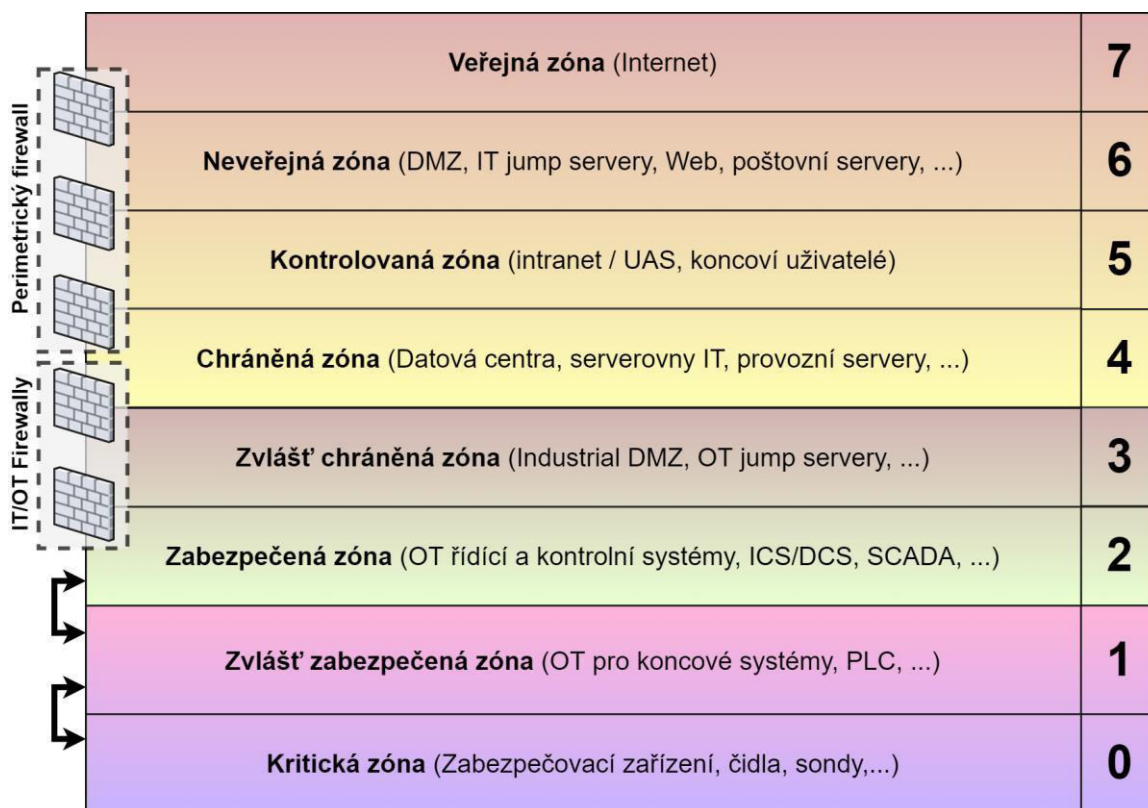 Veřejná zóna (Internet) 7
Neveřejná zóna (DMZ, IT jump servery, Web, poštovní servery, ...) 6
Kontrolovaná zóna (intranet / UAS, koncoví uživatelé) 5
Chráněná zóna (Datová centra, serverovny IT, provozní servery, ...) 4
Zvlášť chráněná zóna (Industrial DMZ, OT jump servery, ...) 3
Zabezpečená zóna (OT řídící a kontrolní systémy, ICS/DCS, SCADA, ...) 2
Zvlášť zabezpečená zóna (OT pro koncové systémy, PLC, ...) 1
Kritická zóna (Zabezpečovací zařízení, čidla, sondy,...) 0
Perimetrický firewall
IT/OT Firewally